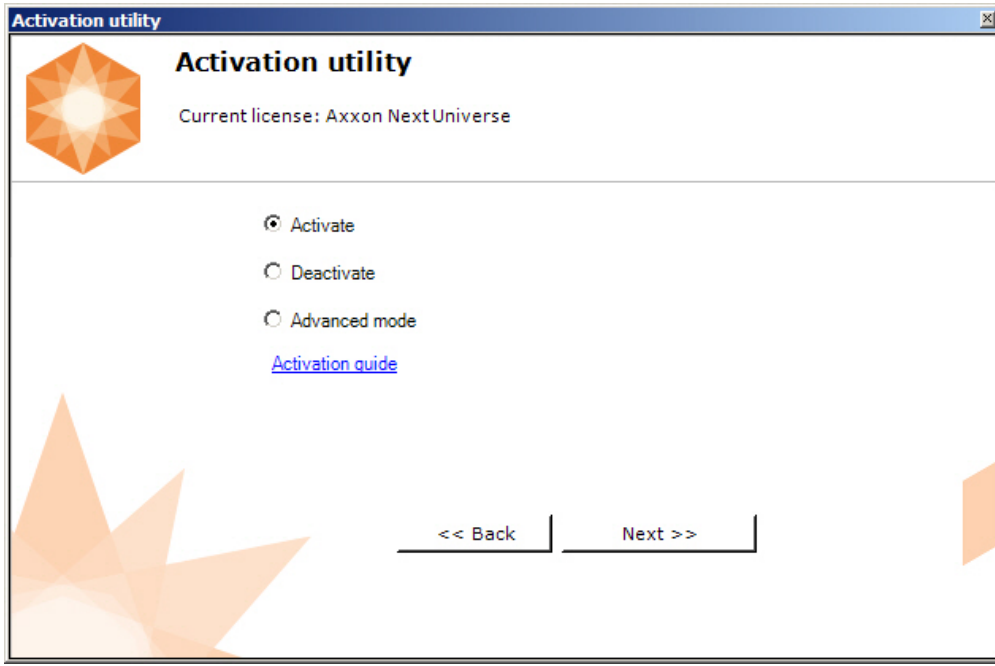 Activation utility
Activation utility
Current license: Axxon Next Universe
Activate
Deactivate
Advanced mode
Activation guide
<< Back Next >>